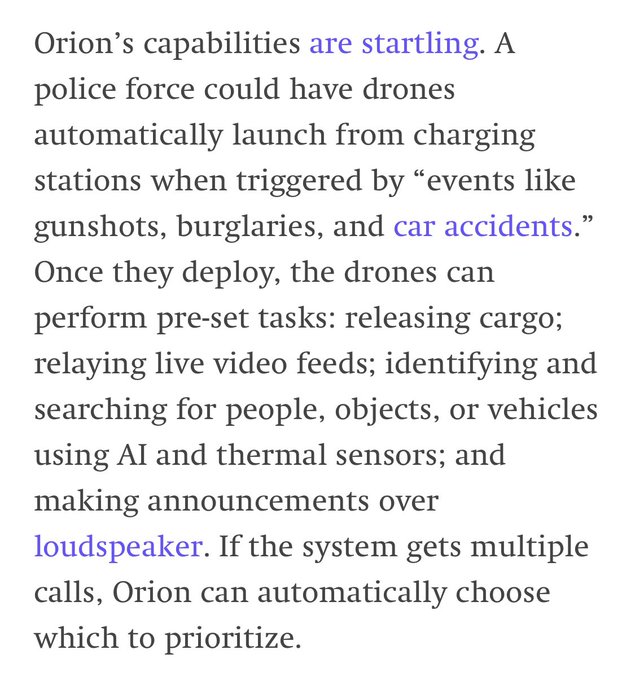 Orion’s capabilities are startling. A
police force could have drones
automatically launch from charging
stations when triggered by “events like
gunshots, burglaries, and car accidents.”
Once they deploy, the drones can
perform pre-set tasks: releasing cargo;
relaying live video feeds; identifying and
searching for people, objects, or vehicles
using AI and thermal sensors; and
making announcements over
loudspeaker. If the system gets multiple
calls, Orion can automatically choose
which to prioritize.